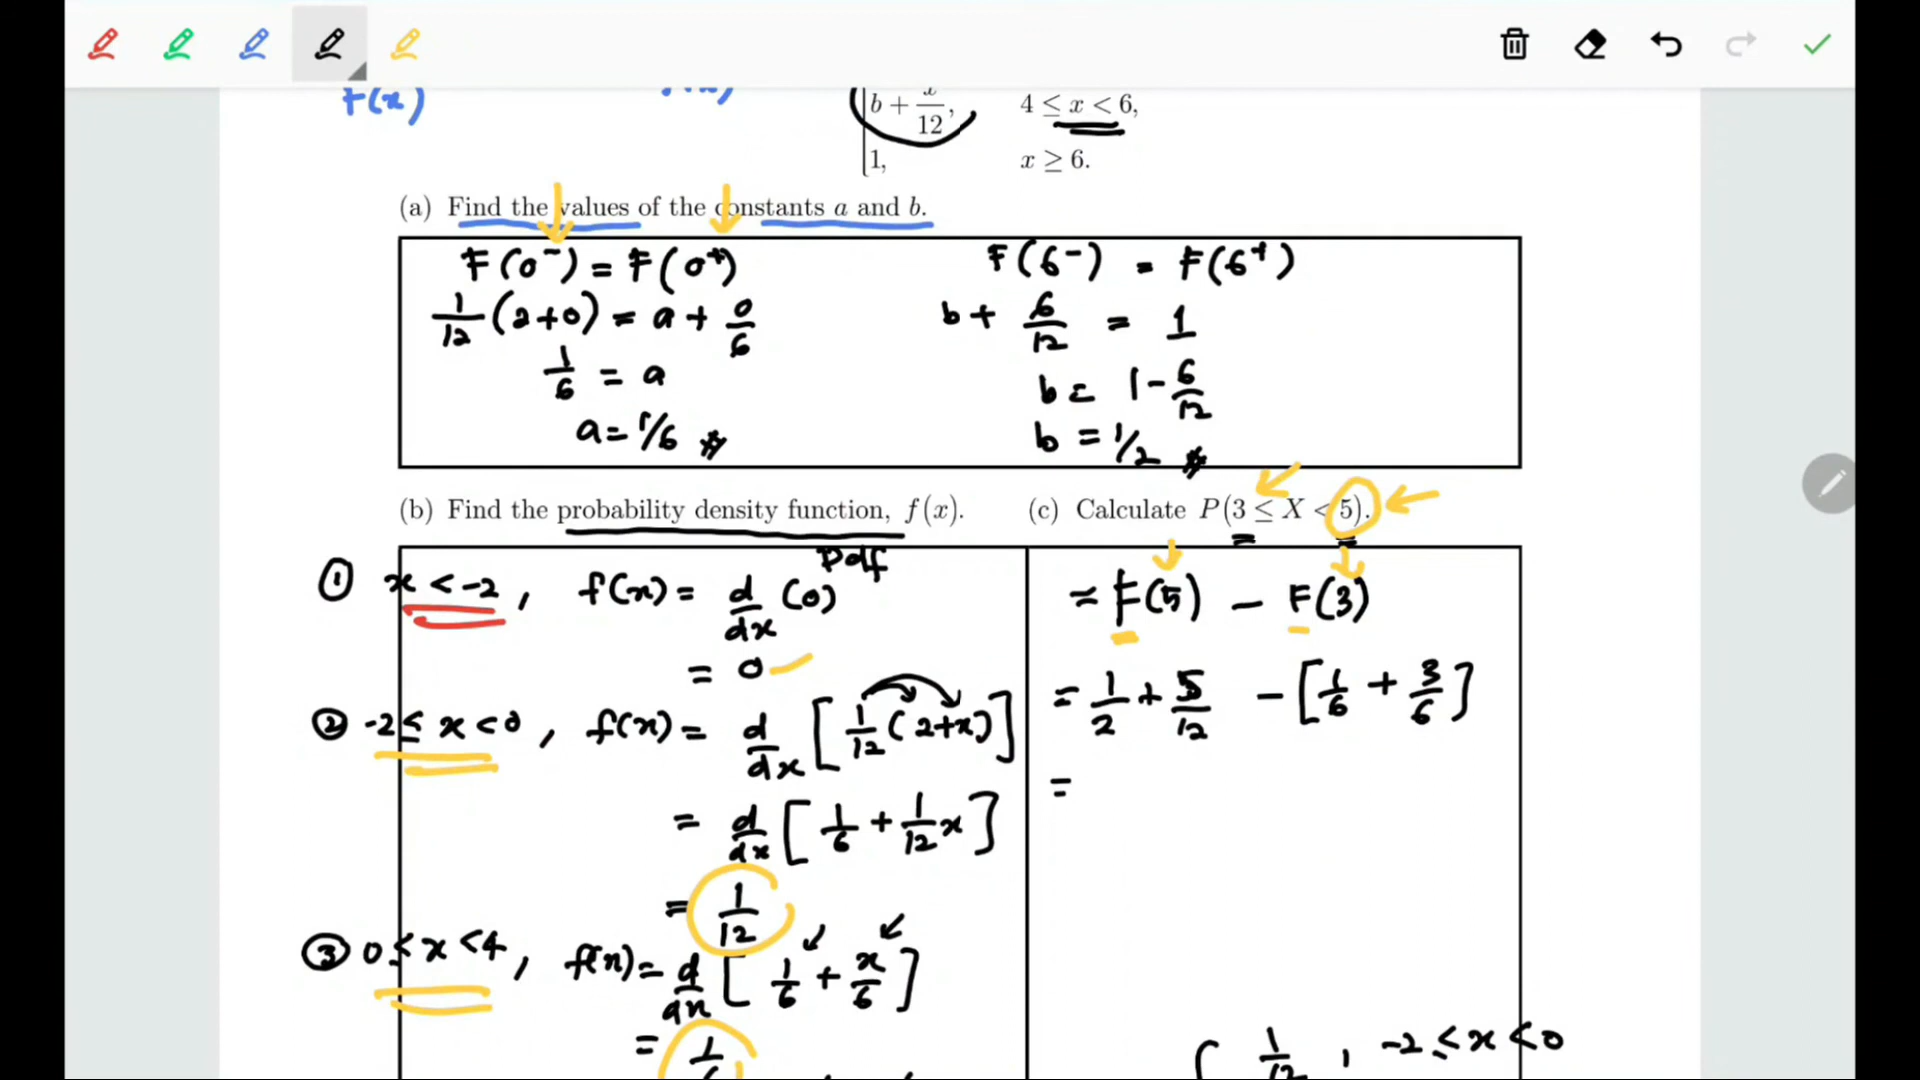 F(x)
b + x/12, 4 ≤ x < 6,
1, x ≥ 6.
(a) Find the values of the constants a and b.
F(0⁻) = F(0⁺) F(6⁻) = F(6⁺)
1/12 (2+0) = a + 0/6 b + 6/12 = 1
1/6 = a b = 1 - 6/12
a = 1/6 b = 1/2
(b) Find the probability density function, f(x). (c) Calculate P(3 ≤ X < 5).
pdf
① x < -2, f(x) = d/dx (0) = F(5) - F(3)
= 0
② -2 ≤ x < 0, f(x) = d/dx [1/12 (2+x)] = 1/2 + 5/12 - [1/6 + 3/6]
=
= d/dx [1/6 + 1/12 x]
= 1/12
③ 0 ≤ x < 4, f(x) = d/dx [1/6 + x/6]
= 1/6
1/12, -2 ≤ x < 0